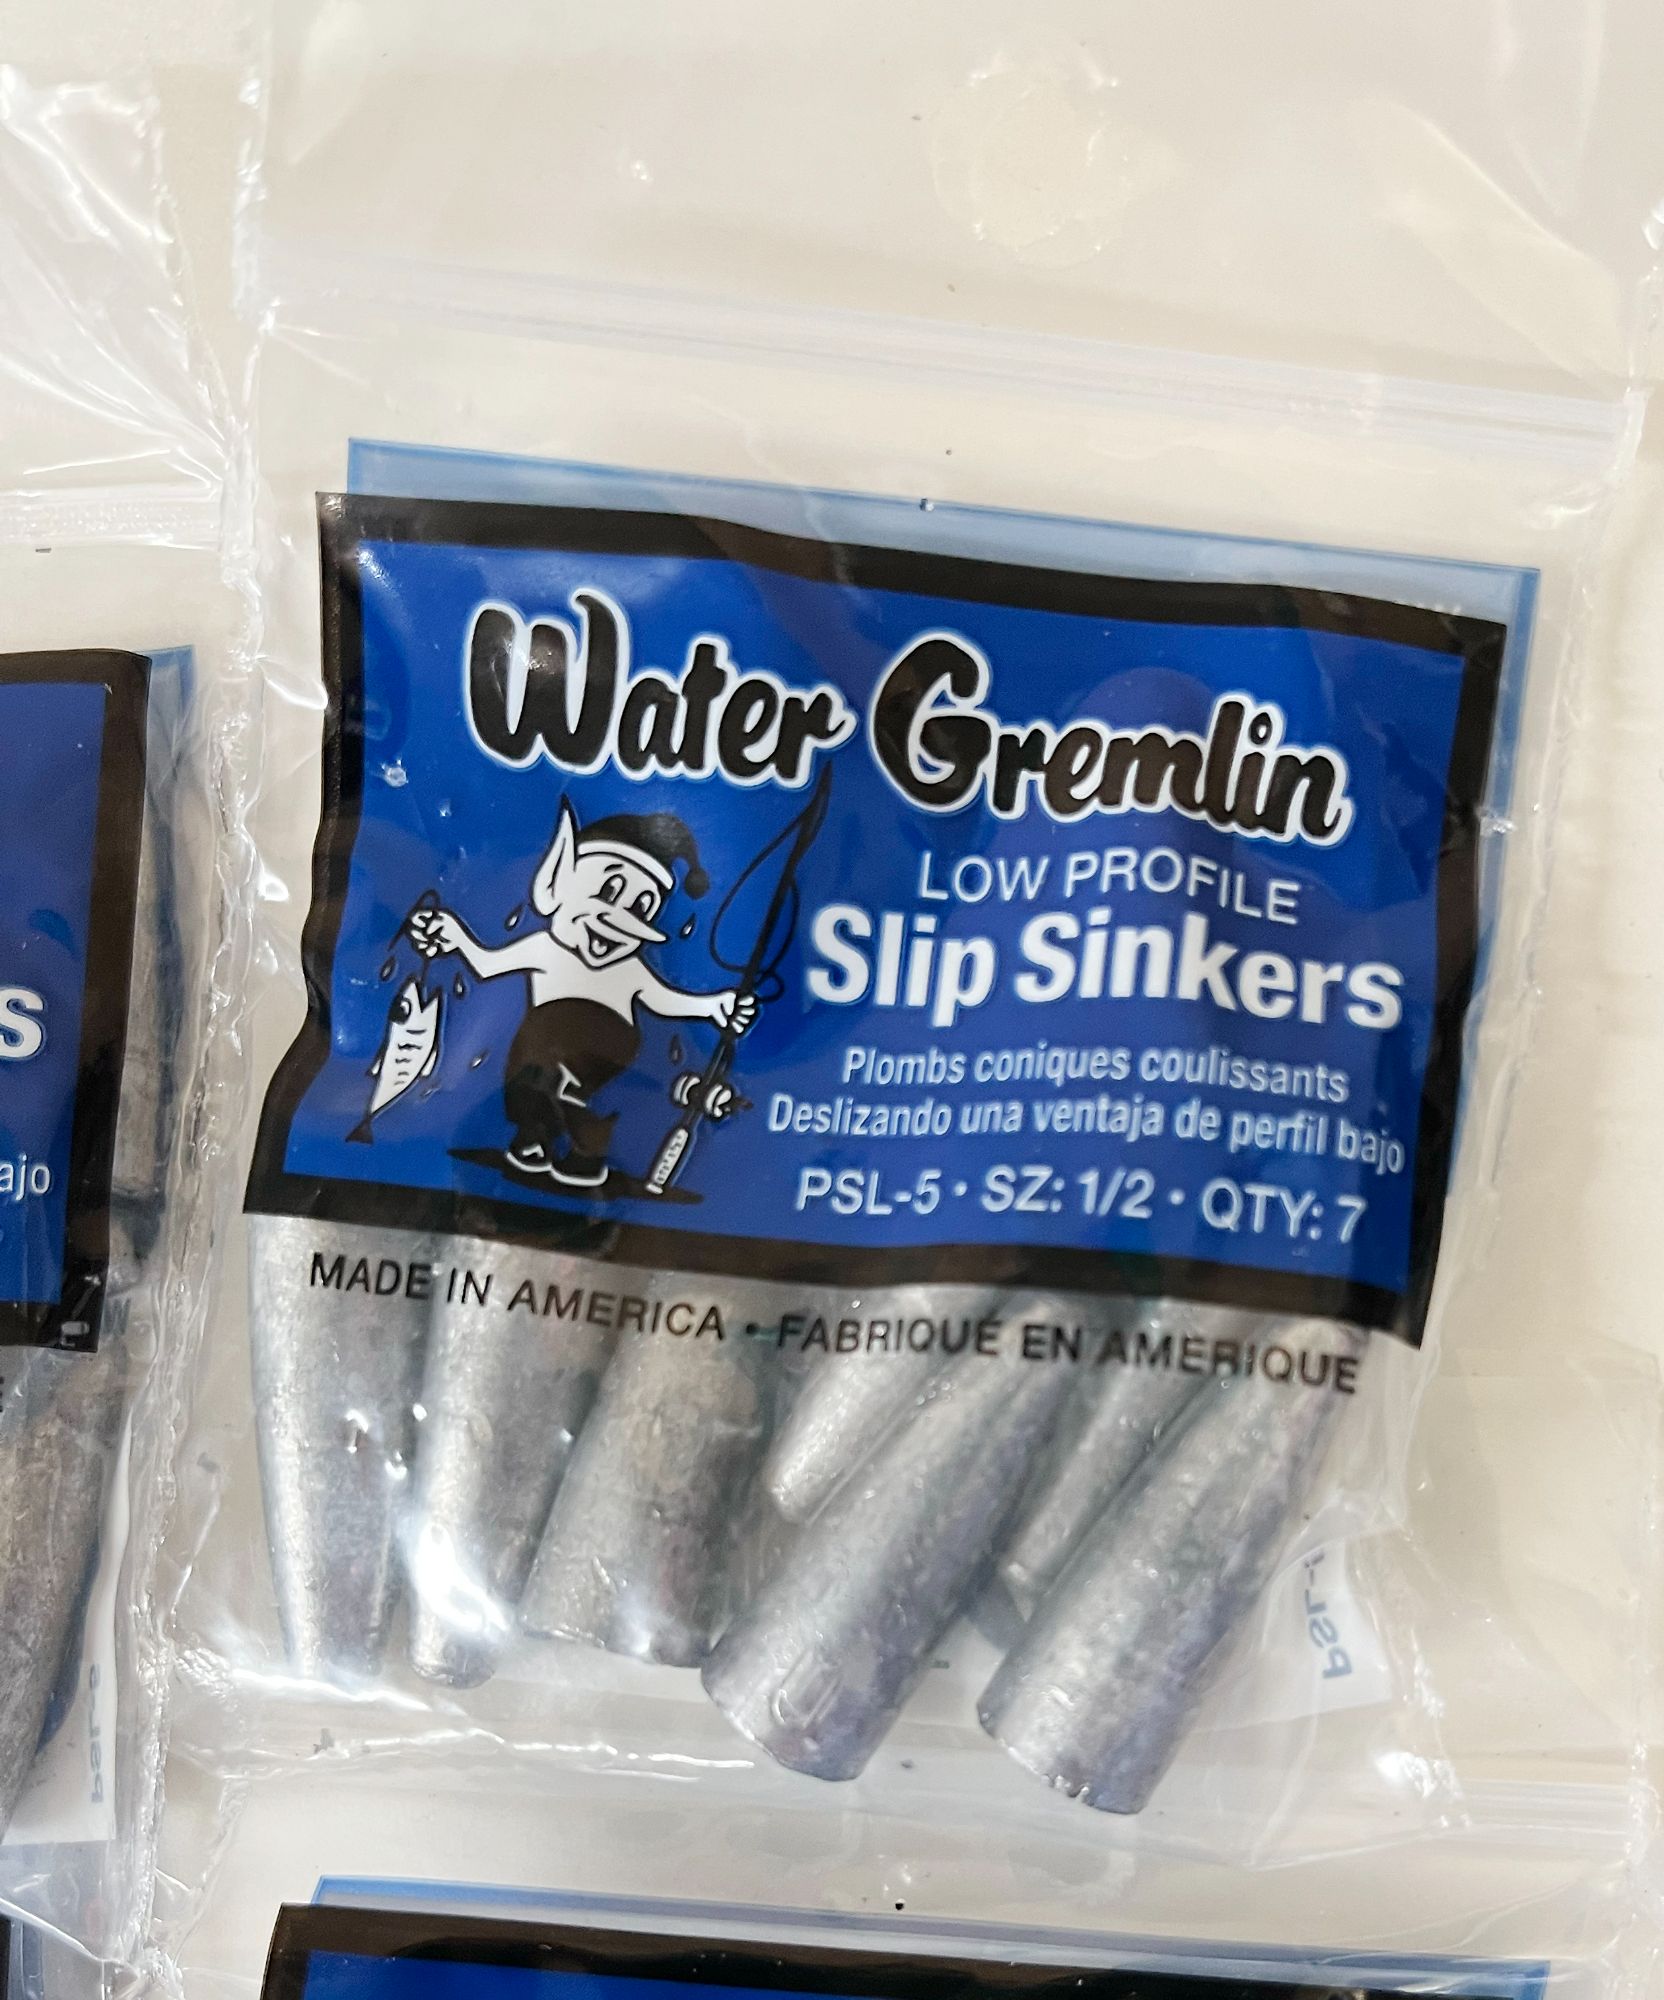 Water Gremlin
LOW PROFILE
Slip Sinkers
Plombs coniques coulissants
Deslizando una ventaja de perfil bajo
PSL-5 • SZ: 1/2 • QTY: 7
MADE IN AMERICA • FABRIQUE EN AMERIQUE
s
ajo